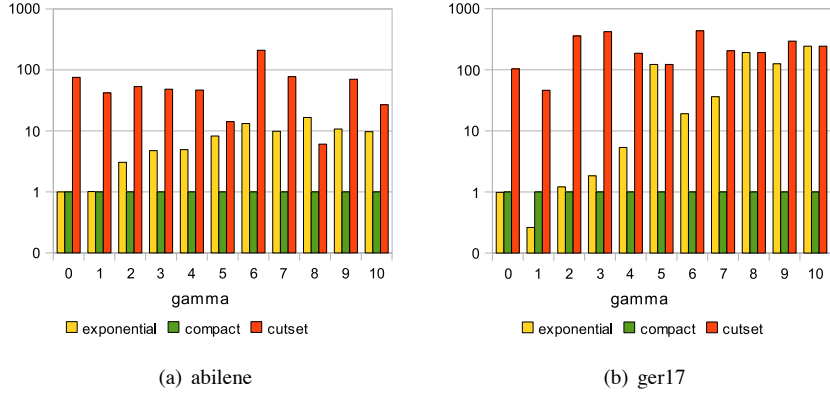 1000
100
10
1
0
0 1 2 3 4 5 6 7 8 9 10
gamma
exponential compact cutset
(a) abilene
1000
100
10
1
0
0 1 2 3 4 5 6 7 8 9 10
gamma
exponential compact cutset
(b) ger17